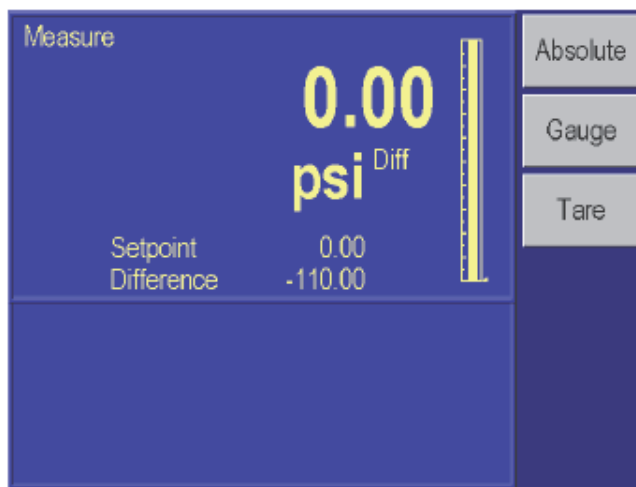 Measure
0.00
psi Diff
Setpoint 0.00
Difference -110.00
Absolute
Gauge
Tare